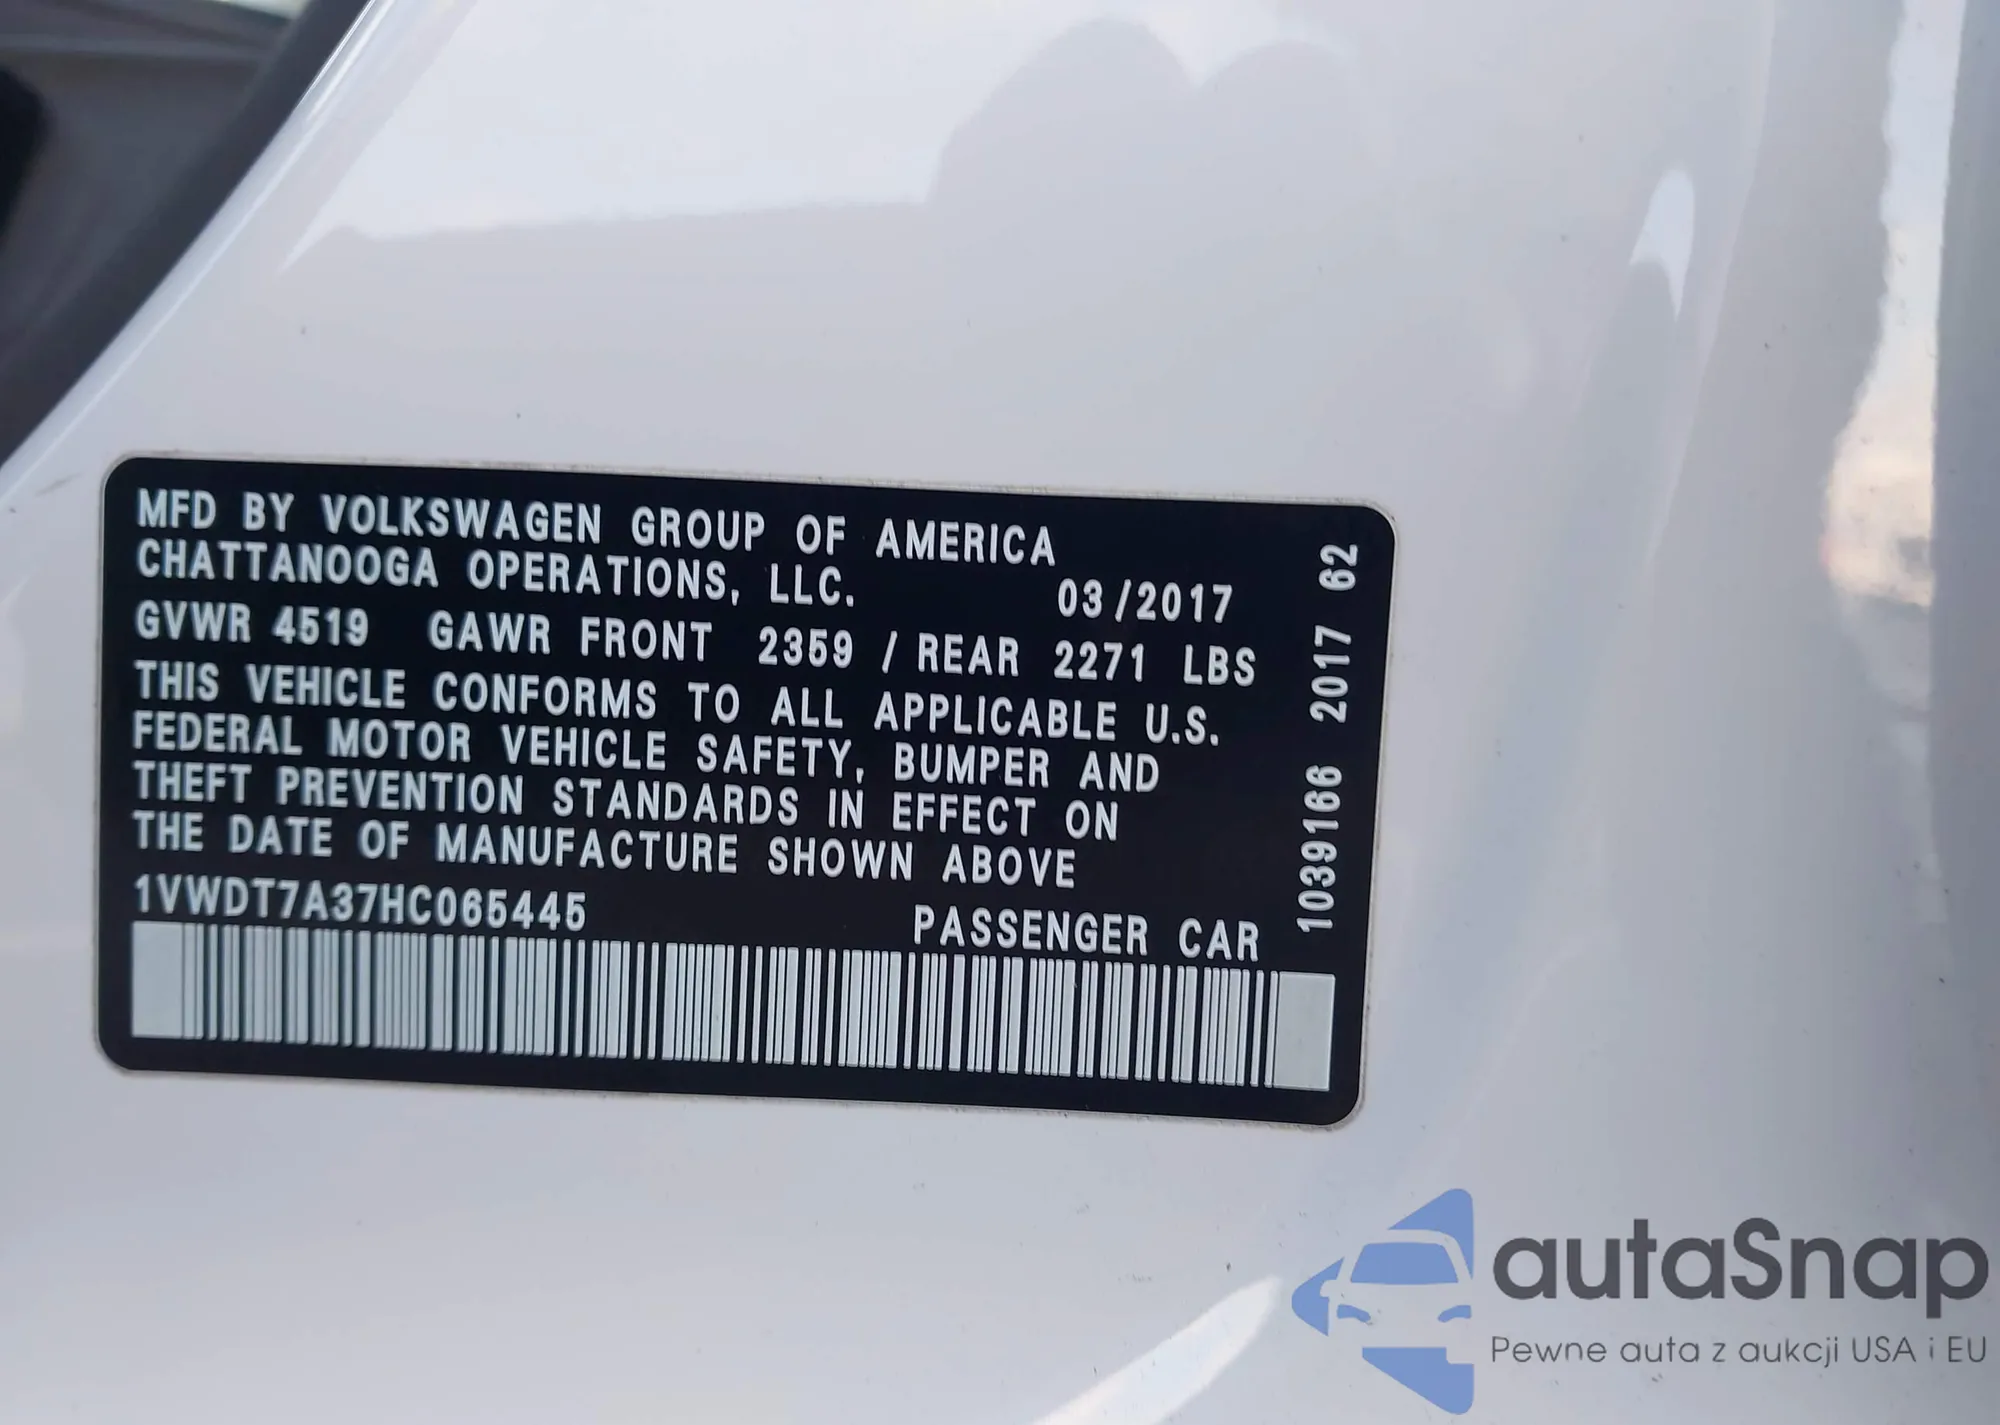 MFD BY VOLKSWAGEN GROUP OF AMERICA
CHATTANOOGA OPERATIONS, LLC. 03/2017
GVWR 4519 GAWR FRONT 2359 / REAR 2271 LBS
THIS VEHICLE CONFORMS TO ALL APPLICABLE U.S.
FEDERAL MOTOR VEHICLE SAFETY, BUMPER AND
THEFT PREVENTION STANDARDS IN EFFECT ON
THE DATE OF MANUFACTURE SHOWN ABOVE
1VWDT7A37HC065445 PASSENGER CAR
1039166 2017 62
autaSnap
Pewne auta z aukcji USA i EU